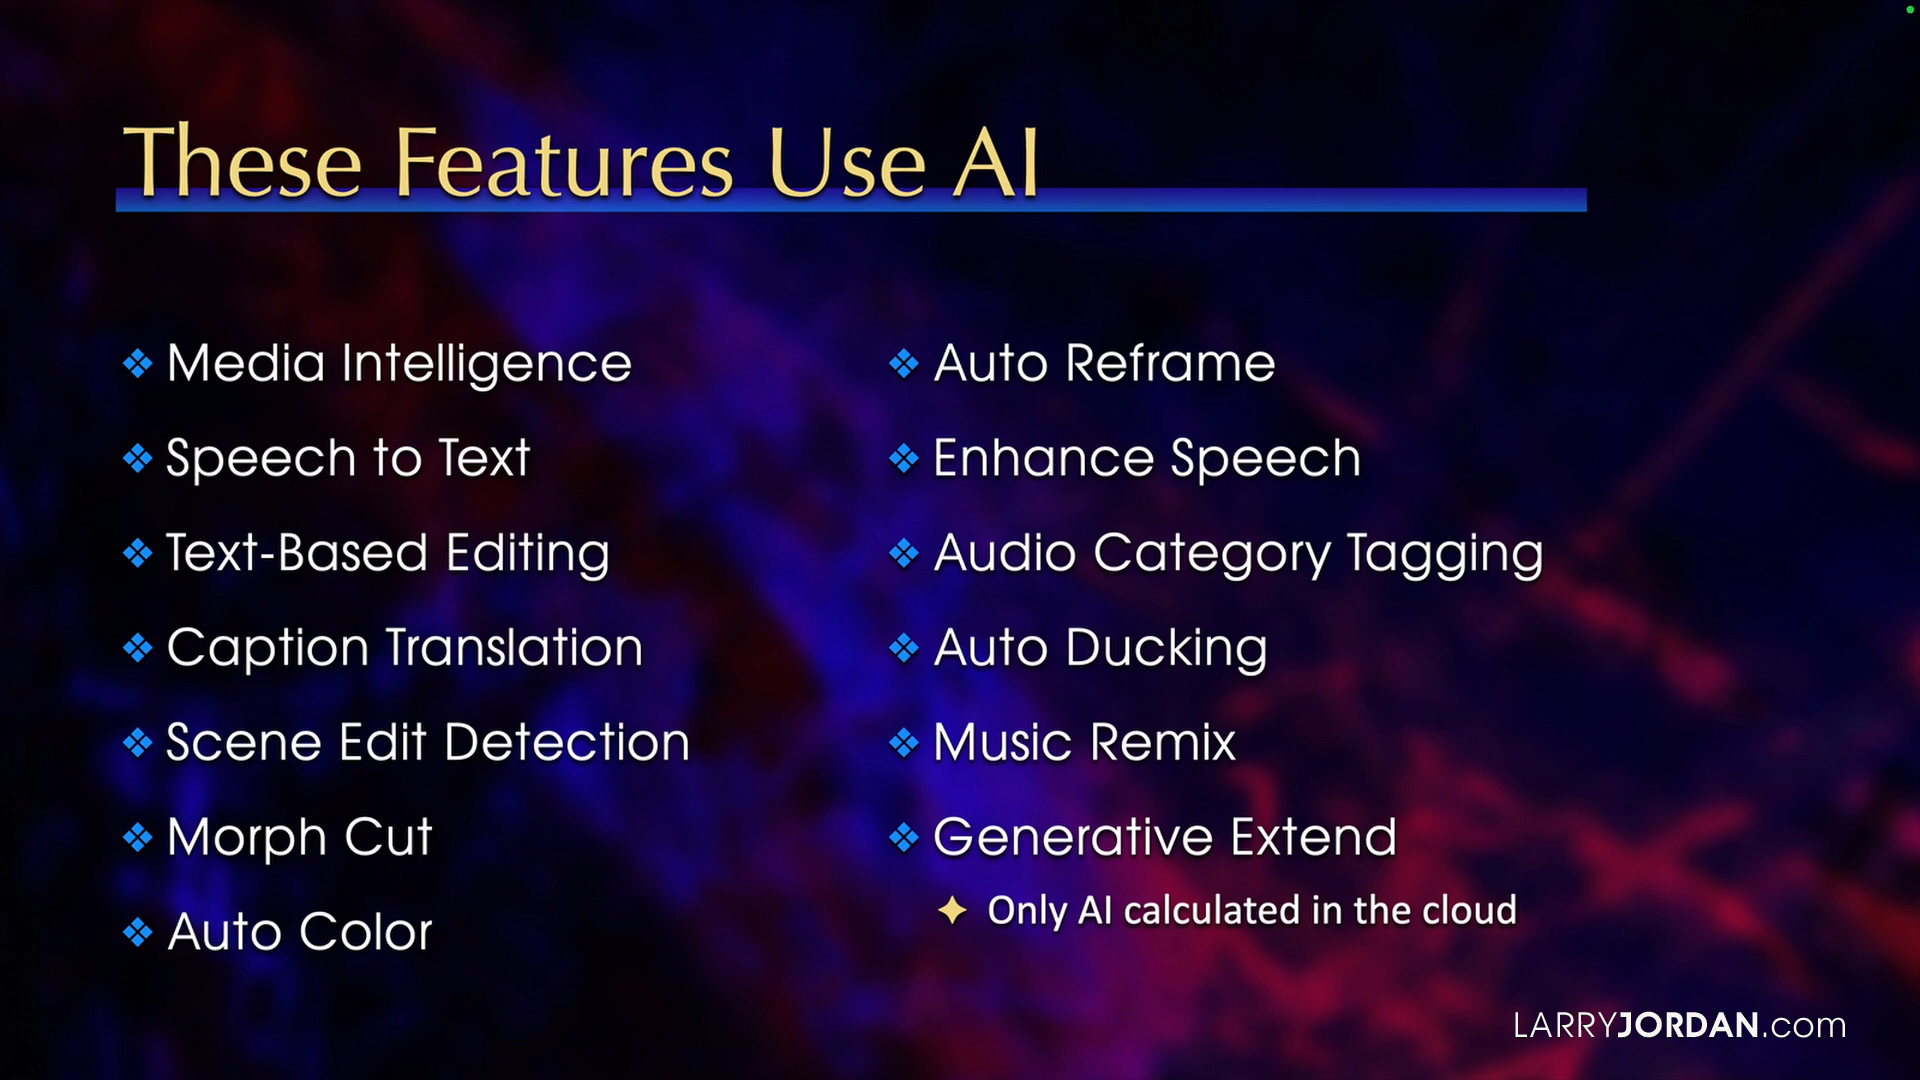 These Features Use AI
Media Intelligence
Speech to Text
Text-Based Editing
Caption Translation
Scene Edit Detection
Morph Cut
Auto Color
Auto Reframe
Enhance Speech
Audio Category Tagging
Auto Ducking
Music Remix
Generative Extend
Only AI calculated in the cloud
LARRYJORDAN.com